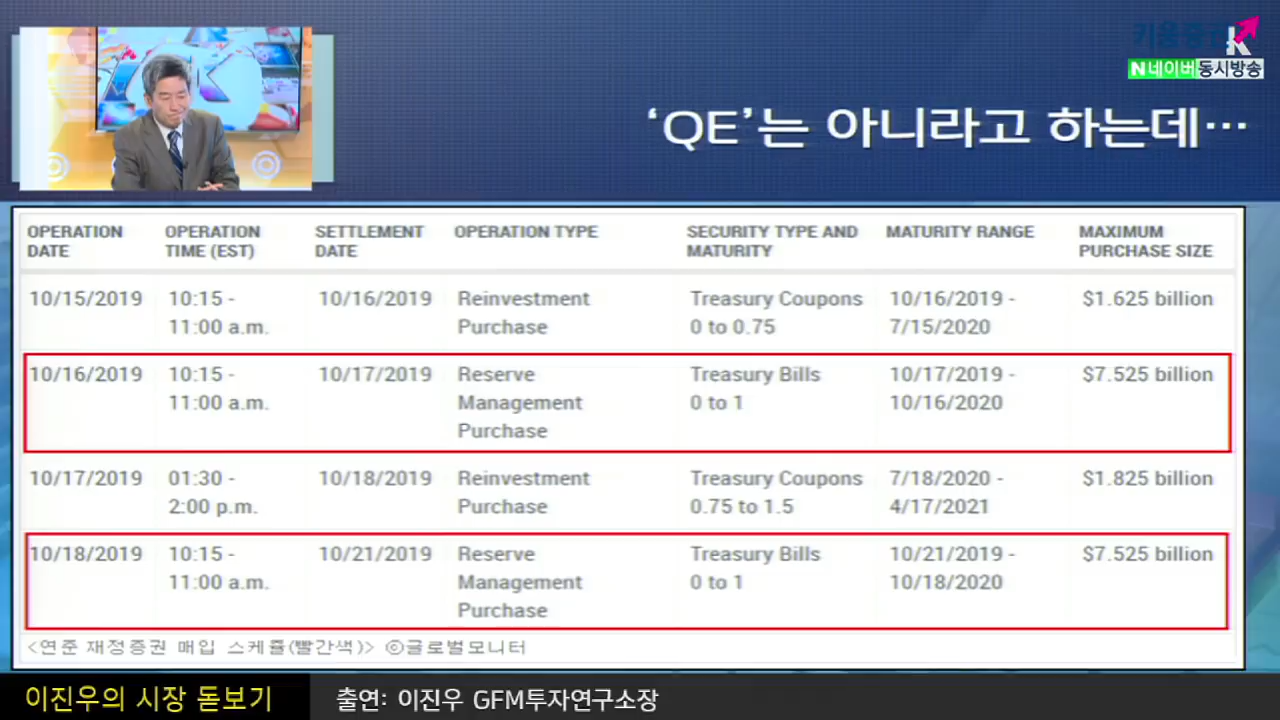 키움증권
N 네이버 동시방송
‘QE’는 아니라고 하는데…
OPERATION DATE	OPERATION TIME (EST)	SETTLEMENT DATE	OPERATION TYPE	SECURITY TYPE AND MATURITY	MATURITY RANGE	MAXIMUM PURCHASE SIZE
10/15/2019	10:15 - 11:00 a.m.	10/16/2019	Reinvestment Purchase	Treasury Coupons 0 to 0.75	10/16/2019 - 7/15/2020	$1.625 billion
10/16/2019	10:15 - 11:00 a.m.	10/17/2019	Reserve Management Purchase	Treasury Bills 0 to 1	10/17/2019 - 10/16/2020	$7.525 billion
10/17/2019	01:30 - 2:00 p.m.	10/18/2019	Reinvestment Purchase	Treasury Coupons 0.75 to 1.5	7/18/2020 - 4/17/2021	$1.825 billion
10/18/2019	10:15 - 11:00 a.m.	10/21/2019	Reserve Management Purchase	Treasury Bills 0 to 1	10/21/2019 - 10/18/2020	$7.525 billion
<연준 재정증권 매입 스케쥴(빨간색)> ⓒ글로벌모니터
이진우의 시장 돋보기
출연: 이진우 GFM투자연구소장